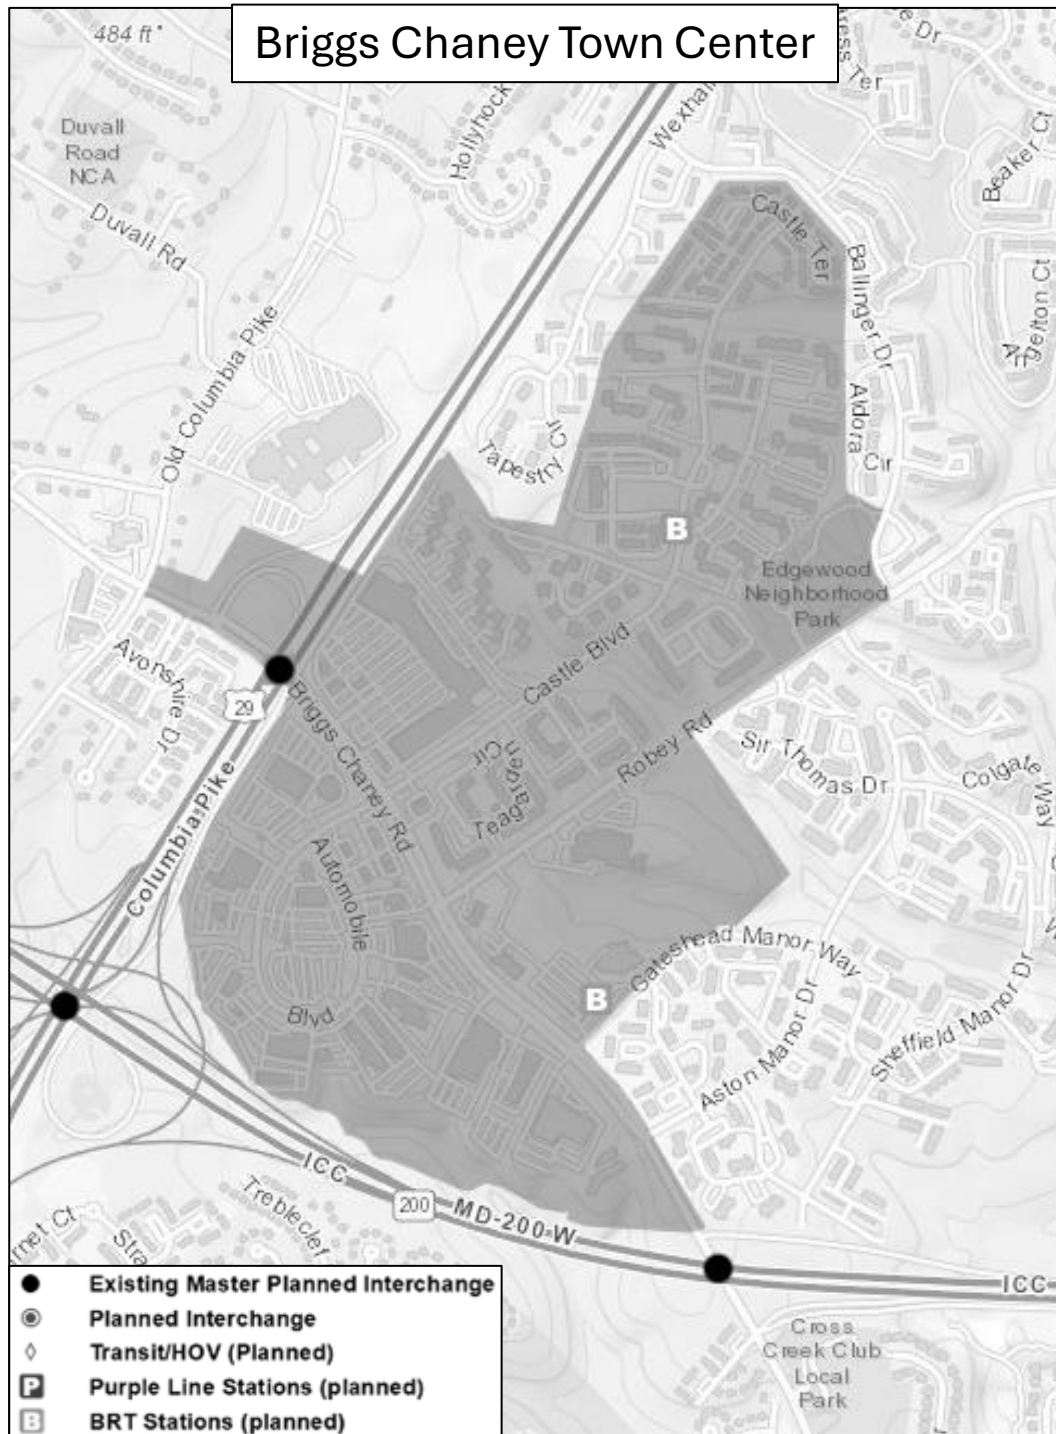 Briggs Chaney Town Center
484 ft
Duvall
Road
NCA
Duvall Rd
Hollyhock
Wexhall
Ter
Dr
Beaker Ct
Castle Ter
Ballinger Dr
Old Columbia Pike
Aldora
Cir
Tapestry Cir
B
Edgewood
Neighborhood
Park
Avonshire Dr
29
Castle Blvd
Briggs Chaney Rd
Robey Rd
Sir Thomas Dr
Colgate Way
Teagarden
Cir
Columbia Pike
Automobile
Blvd
Gateshead Manor Way
B
Aston Manor Dr
Sheffield Manor Dr
ICC
200
MD-200-W
ICC
Trebleclef
Existing Master Planned Interchange
Planned Interchange
Transit/HOV (Planned)
P Purple Line Stations (planned)
B BRT Stations (planned)
Cross
Creek Club
Local
Park